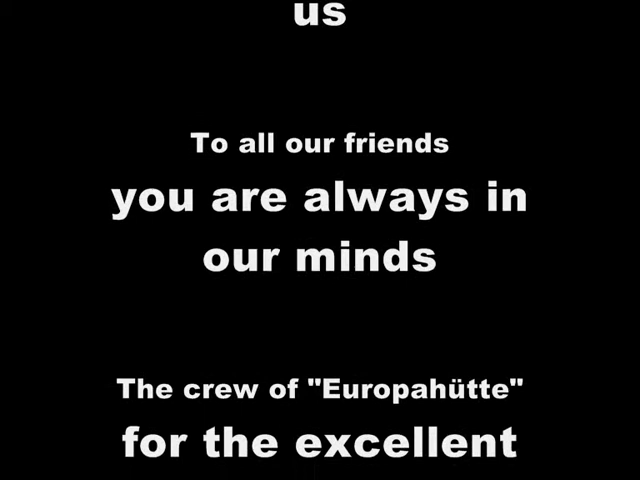 us
To all our friends
you are always in
our minds
The crew of "Europahütte"
for the excellent